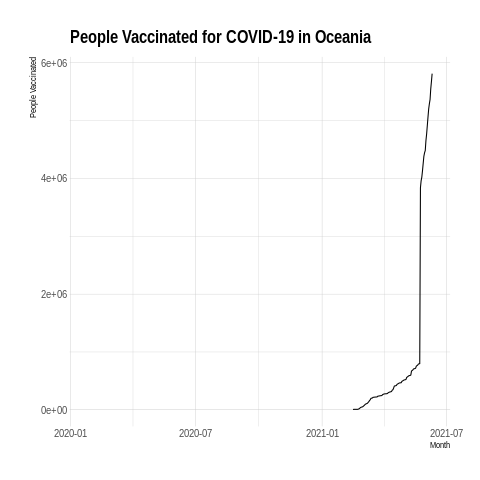 People Vaccinated for COVID-19 in Oceania
People Vaccinated
6e+06
4e+06
2e+06
0e+00
2020-01 2020-07 2021-01 2021-07
Month